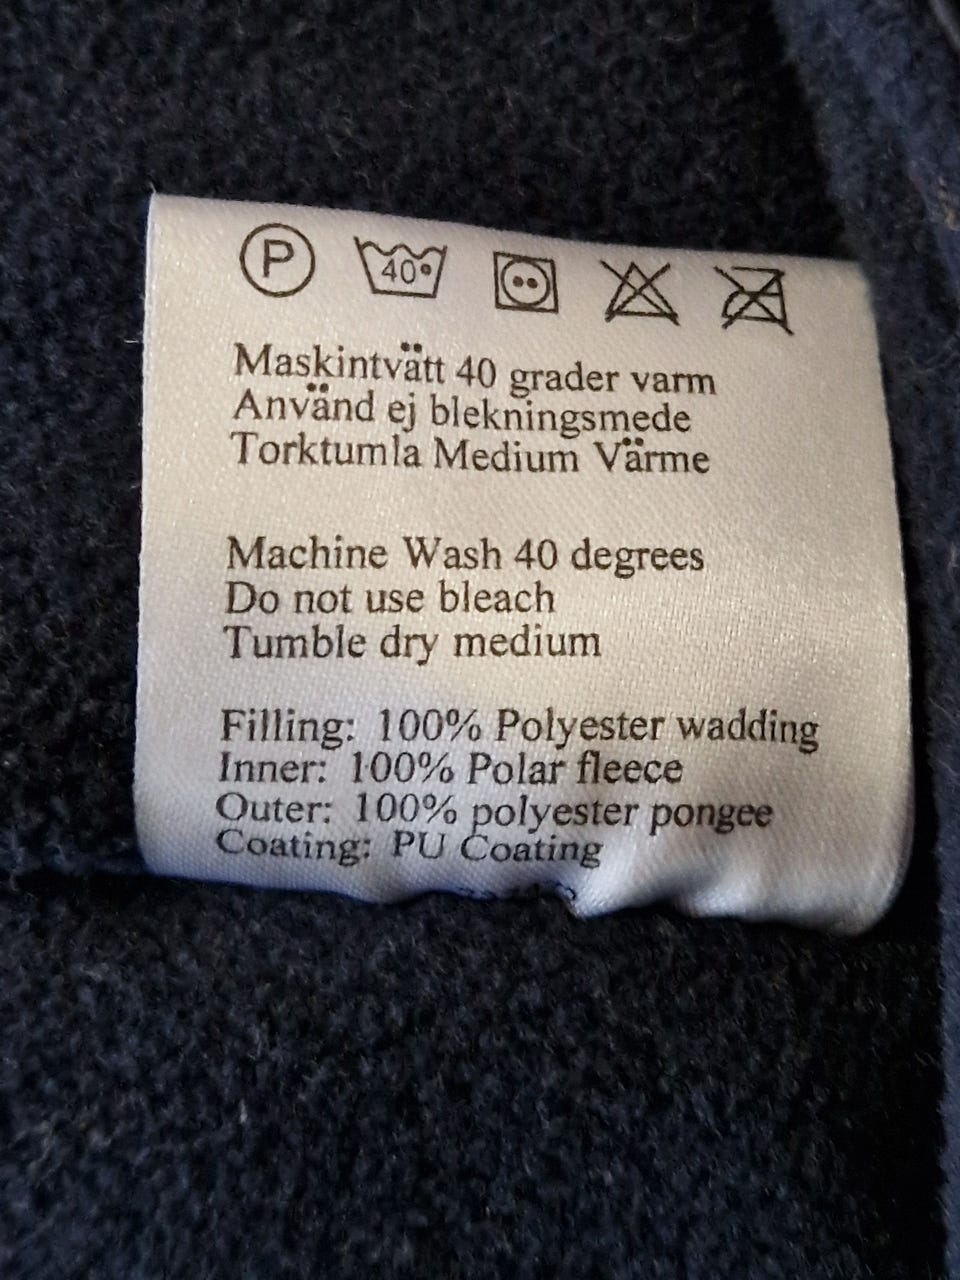 P 40°
Maskintvätt 40 grader varm
Använd ej blekningsmede
Torktumla Medium Värme
Machine Wash 40 degrees
Do not use bleach
Tumble dry medium
Filling: 100% Polyester wadding
Inner: 100% Polar fleece
Outer: 100% polyester pongee
Coating: PU Coating